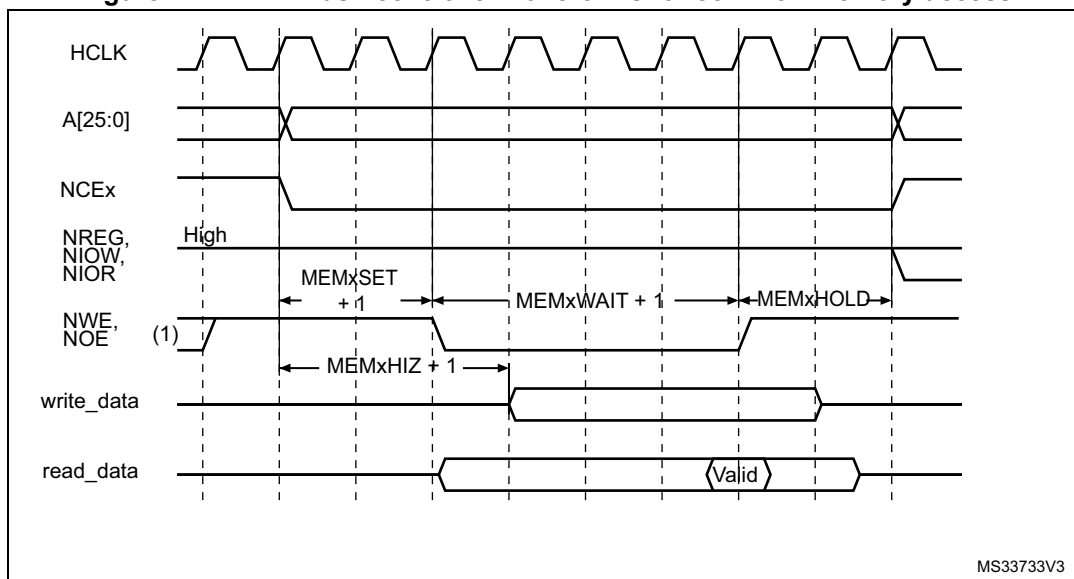 HCLK
A[25:0]
NCEx
NREG,
NIOW,
NIOR
High
MEMxSET
+ 1
MEMxWAIT + 1
MEMxHOLD
NWE,
NOE
(1)
MEMxHIZ + 1
write_data
read_data
Valid
MS33733V3